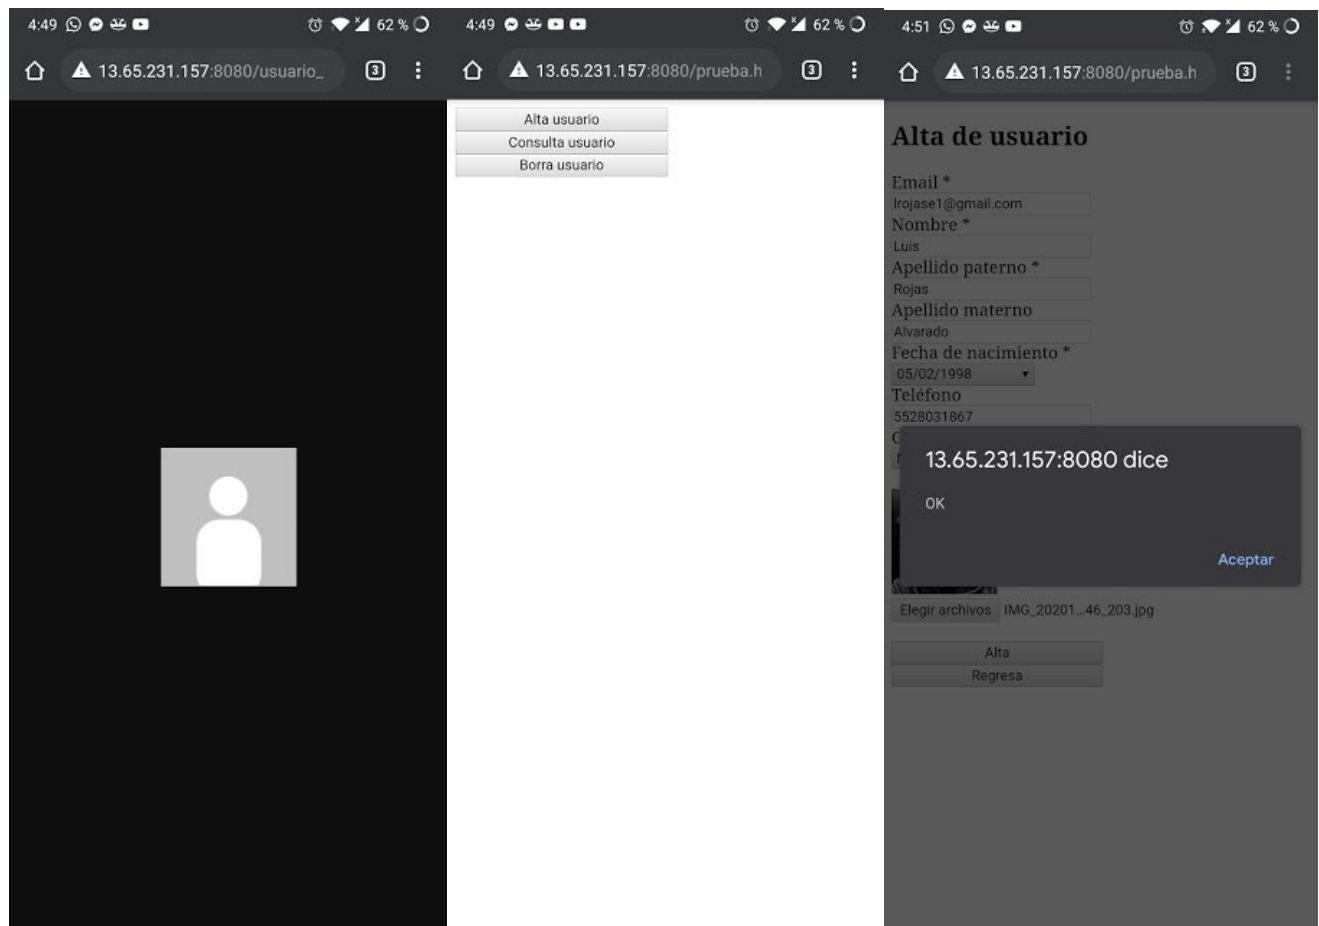 4:49
62 %
13.65.231.157:8080/usuario_
3
4:49
62 %
13.65.231.157:8080/prueba.h
3
Alta usuario
Consulta usuario
Borra usuario
4:51
62 %
13.65.231.157:8080/prueba.h
3
Alta de usuario
Email *
lrojase1@gmail.com
Nombre *
Luis
Apellido paterno *
Rojas
Apellido materno
Alvarado
Fecha de nacimiento *
05/02/1998
Teléfono
5528031867
13.65.231.157:8080 dice
OK
Aceptar
Elegir archivos IMG_20201...46_203.jpg
Alta
Regresa